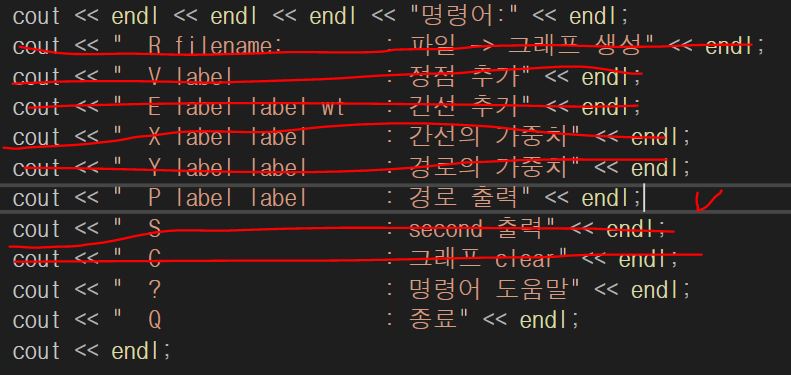 cout << endl << endl << endl << "명령어:" << endl;
cout << "  R filename:       : 파일 -> 그래프 생성" << endl;
cout << "  V label           : 정점 추가" << endl;
cout << "  E label label wt  : 간선 추가" << endl;
cout << "  X label label     : 간선의 가중치" << endl;
cout << "  Y label label     : 경로의 가중치" << endl;
cout << "  P label label     : 경로 출력" << endl;
cout << "  S                 : second 출력" << endl;
cout << "  C                 : 그래프 clear" << endl;
cout << "  ?                 : 명령어 도움말" << endl;
cout << "  Q                 : 종료" << endl;
cout << endl;